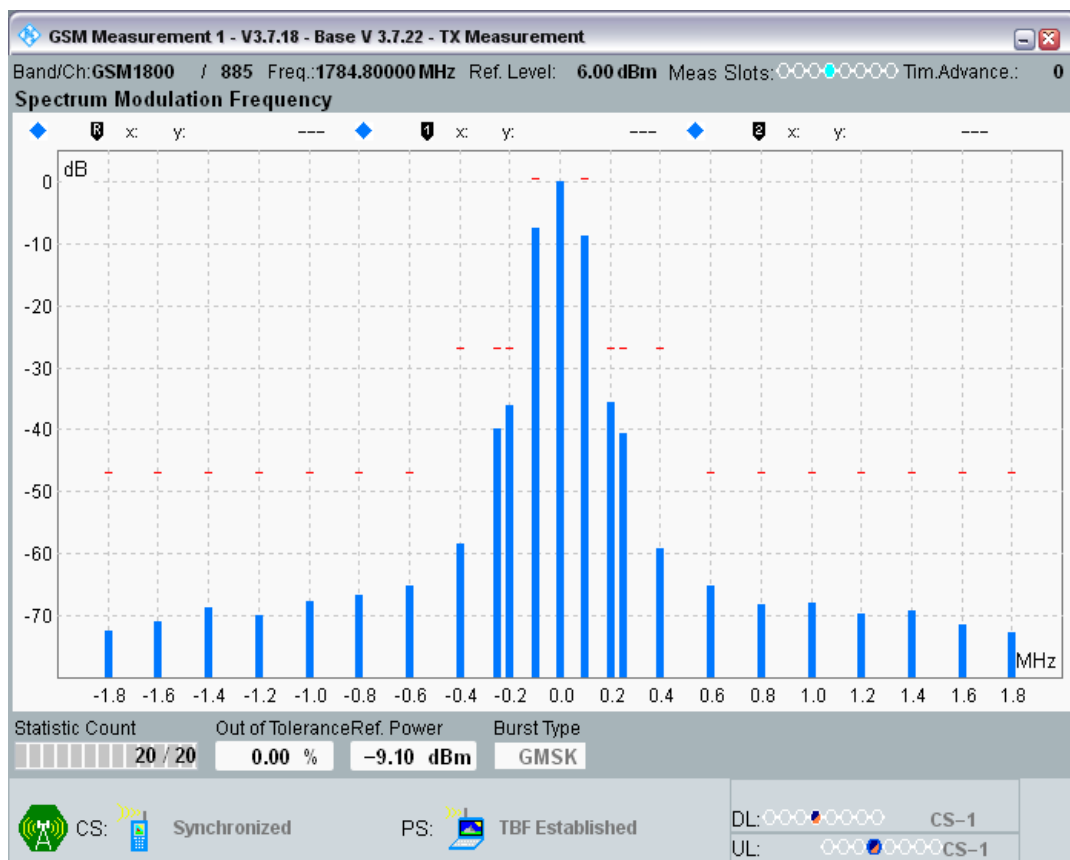 GSM Measurement 1 - V3.7.18 - Base V 3.7.22 - TX Measurement
Band/Ch:GSM1800 / 885 Freq.:1784.80000 MHz Ref. Level: 6.00 dBm Meas Slots: Tim.Advance.: 0
Spectrum Modulation Frequency
R x: y: --- 1 x: y: --- 2 x: y: ---
dB
0
-10
-20
-30
-40
-50
-60
-70
MHz
-1.8 -1.6 -1.4 -1.2 -1.0 -0.8 -0.6 -0.4 -0.2 0.0 0.2 0.4 0.6 0.8 1.0 1.2 1.4 1.6 1.8
Statistic Count Out of Tolerance Ref. Power Burst Type
20 / 20 0.00 % −9.10 dBm GMSK
CS: Synchronized PS: TBF Established
DL: CS−1
UL: CS−1